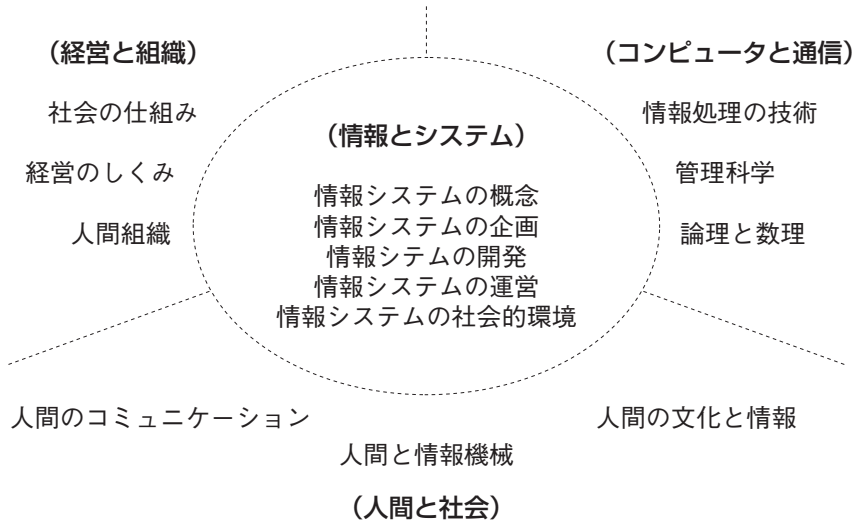 （経営と組織）
社会の仕組み
経営のしくみ
人間組織
（コンピュータと通信）
情報処理の技術
管理科学
論理と数理
（情報とシステム）
情報システムの概念
情報システムの企画
情報シテムの開発
情報システムの運営
情報システムの社会的環境
人間のコミュニケーション
人間と情報機械
人間の文化と情報
（人間と社会）